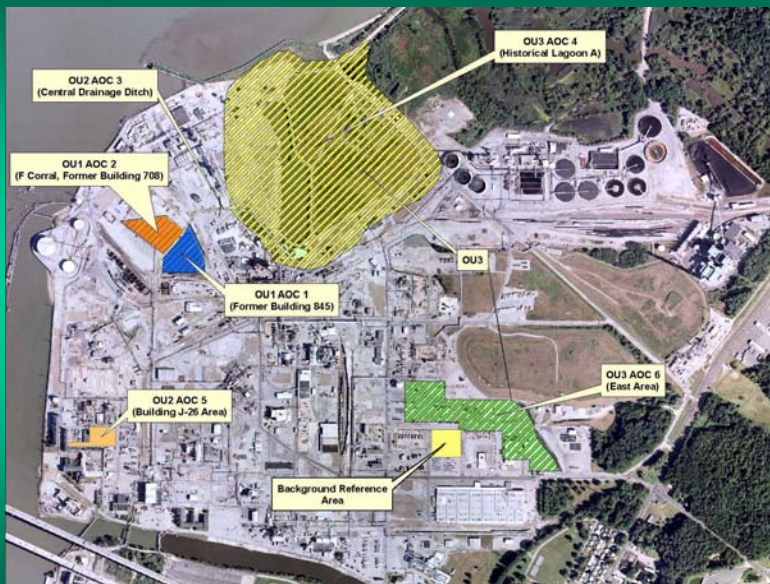 OU3 AOC 4
(Historical Lagoon A)
OU2 AOC 3
(Central Drainage Ditch)
OU1 AOC 2
(F Corral, Former Building 708)
OU3
OU1 AOC 1
(Former Building 845)
OU3 AOC 6
(East Area)
OU2 AOC 5
(Building J-26 Area)
Background Reference
Area